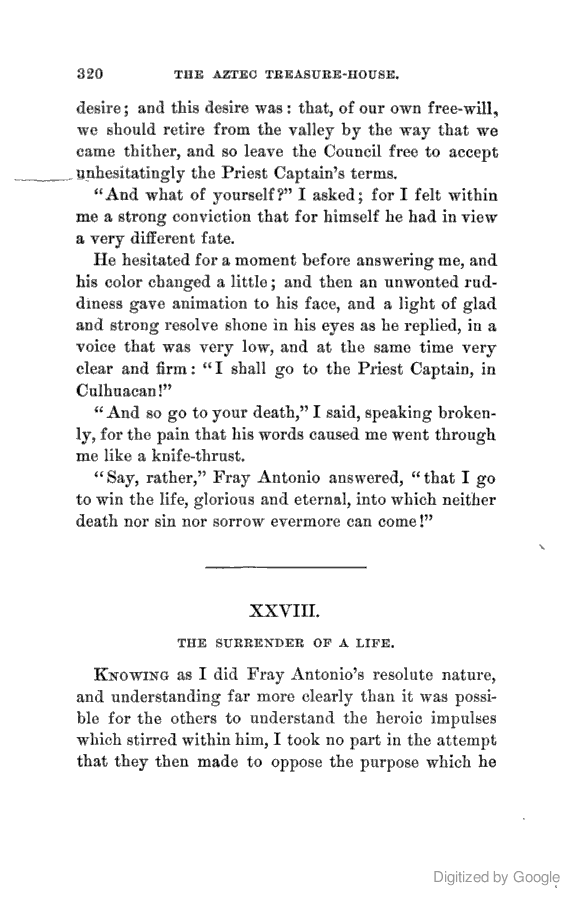 320 THE AZTEC TREASURE-HOUSE.
desire; and this desire was: that, of our own free-will,
we should retire from the valley by the way that we
came thither, and so leave the Council free to accept
unhesitatingly the Priest Captain's terms.
"And what of yourself?" I asked; for I felt within
me a strong conviction that for himself he had in view
a very different fate.
He hesitated for a moment before answering me, and
his color changed a little; and then an unwonted rud-
diness gave animation to his face, and a light of glad
and strong resolve shone in his eyes as he replied, in a
voice that was very low, and at the same time very
clear and firm: "I shall go to the Priest Captain, in
Culhuacan!"
"And so go to your death," I said, speaking broken-
ly, for the pain that his words caused me went through
me like a knife-thrust.
"Say, rather," Fray Antonio answered, "that I go
to win the life, glorious and eternal, into which neither
death nor sin nor sorrow evermore can come!"
XXVIII.
THE SURRENDER OF A LIFE.
KNOWING as I did Fray Antonio's resolute nature,
and understanding far more clearly than it was possi-
ble for the others to understand the heroic impulses
which stirred within him, I took no part in the attempt
that they then made to oppose the purpose which he
Digitized by Google